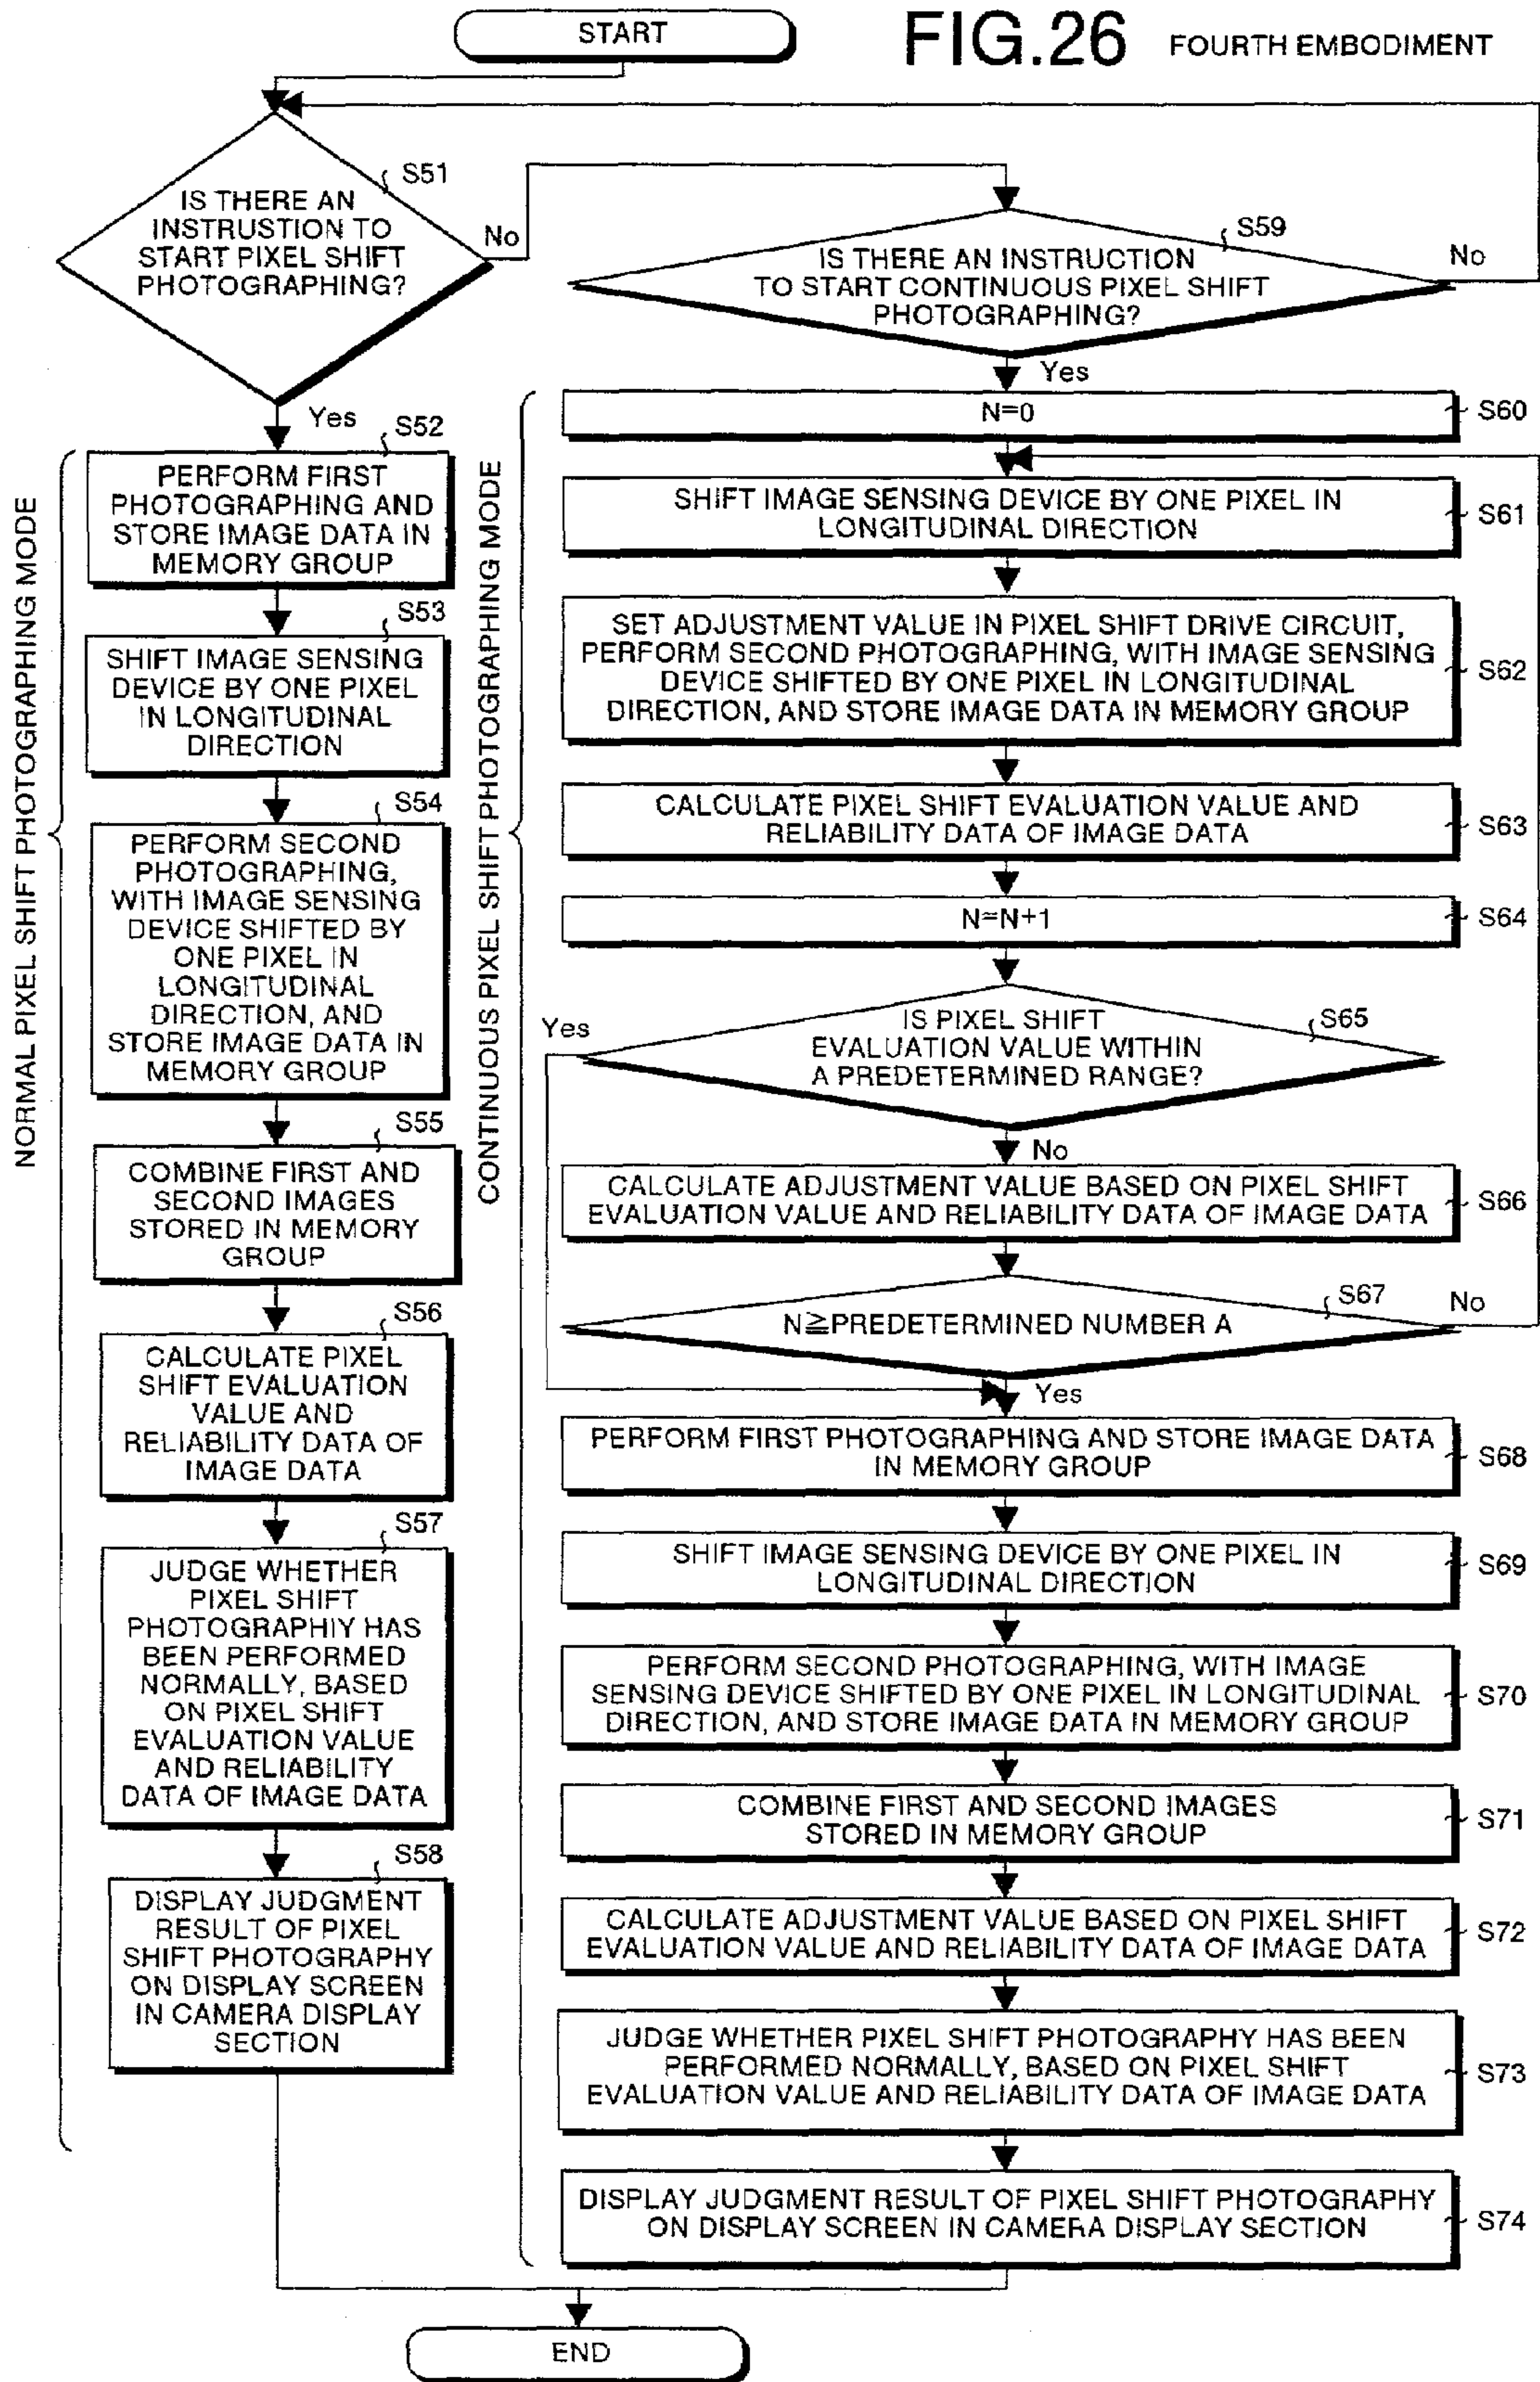 START
FIG.26 FOURTH EMBODIMENT
S51
IS THERE AN
INSTRUSTION TO
START PIXEL SHIFT
PHOTOGRAPHING?
No
Yes
S59
IS THERE AN INSTRUCTION
TO START CONTINUOUS PIXEL SHIFT
PHOTOGRAPHING?
No
Yes
NORMAL PIXEL SHIFT PHOTOGRAPHING MODE
S52
PERFORM FIRST
PHOTOGRAPHING AND
STORE IMAGE DATA IN
MEMORY GROUP
S53
SHIFT IMAGE SENSING
DEVICE BY ONE PIXEL
IN LONGITUDINAL
DIRECTION
S54
PERFORM SECOND
PHOTOGRAPHING,
WITH IMAGE SENSING
DEVICE SHIFTED BY
ONE PIXEL IN
LONGITUDINAL
DIRECTION, AND
STORE IMAGE DATA IN
MEMORY GROUP
S55
COMBINE FIRST AND
SECOND IMAGES
STORED IN MEMORY
GROUP
S56
CALCULATE PIXEL
SHIFT EVALUATION
VALUE AND
RELIABILITY DATA OF
IMAGE DATA
S57
JUDGE WHETHER
PIXEL SHIFT
PHOTOGRAPHIY HAS
BEEN PERFORMED
NORMALLY, BASED
ON PIXEL SHIFT
EVALUATION VALUE
AND RELIABILITY
DATA OF IMAGE DATA
S58
DISPLAY JUDGMENT
RESULT OF PIXEL
SHIFT PHOTOGRAPHY
ON DISPLAY SCREEN
IN CAMERA DISPLAY
SECTION
CONTINUOUS PIXEL SHIFT PHOTOGRAPHING MODE
N=0
S60
SHIFT IMAGE SENSING DEVICE BY ONE PIXEL IN
LONGITUDINAL DIRECTION
S61
SET ADJUSTMENT VALUE IN PIXEL SHIFT DRIVE CIRCUIT,
PERFORM SECOND PHOTOGRAPHING, WITH IMAGE SENSING
DEVICE SHIFTED BY ONE PIXEL IN LONGITUDINAL
DIRECTION, AND STORE IMAGE DATA IN MEMORY GROUP
S62
CALCULATE PIXEL SHIFT EVALUATION VALUE AND
RELIABILITY DATA OF IMAGE DATA
S63
N=N+1
S64
Yes
S65
IS PIXEL SHIFT
EVALUATION VALUE WITHIN
A PREDETERMINED RANGE?
No
CALCULATE ADJUSTMENT VALUE BASED ON PIXEL SHIFT
EVALUATION VALUE AND RELIABILITY DATA OF IMAGE DATA
S66
S67
N≧PREDETERMINED NUMBER A
No
Yes
PERFORM FIRST PHOTOGRAPHING AND STORE IMAGE DATA
IN MEMORY GROUP
S68
SHIFT IMAGE SENSING DEVICE BY ONE PIXEL IN
LONGITUDINAL DIRECTION
S69
PERFORM SECOND PHOTOGRAPHING, WITH IMAGE
SENSING DEVICE SHIFTED BY ONE PIXEL IN LONGITUDINAL
DIRECTION, AND STORE IMAGE DATA IN MEMORY GROUP
S70
COMBINE FIRST AND SECOND IMAGES
STORED IN MEMORY GROUP
S71
CALCULATE ADJUSTMENT VALUE BASED ON PIXEL SHIFT
EVALUATION VALUE AND RELIABILITY DATA OF IMAGE DATA
S72
JUDGE WHETHER PIXEL SHIFT PHOTOGRAPHY HAS BEEN
PERFORMED NORMALLY, BASED ON PIXEL SHIFT
EVALUATION VALUE AND RELIABILITY DATA OF IMAGE DATA
S73
DISPLAY JUDGMENT RESULT OF PIXEL SHIFT PHOTOGRAPHY
ON DISPLAY SCREEN IN CAMERA DISPLAY SECTION
S74
END